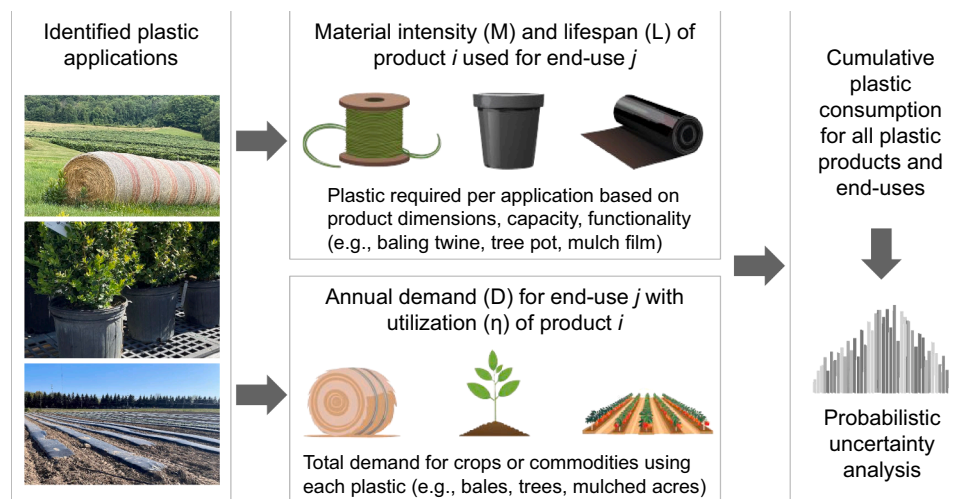 Identified plastic
applications
Material intensity (M) and lifespan (L) of
product i used for end-use j
Plastic required per application based on
product dimensions, capacity, functionality
(e.g., baling twine, tree pot, mulch film)
Annual demand (D) for end-use j with
utilization (η) of product i
Total demand for crops or commodities using
each plastic (e.g., bales, trees, mulched acres)
Cumulative
plastic
consumption
for all plastic
products and
end-uses
Probabilistic
uncertainty
analysis